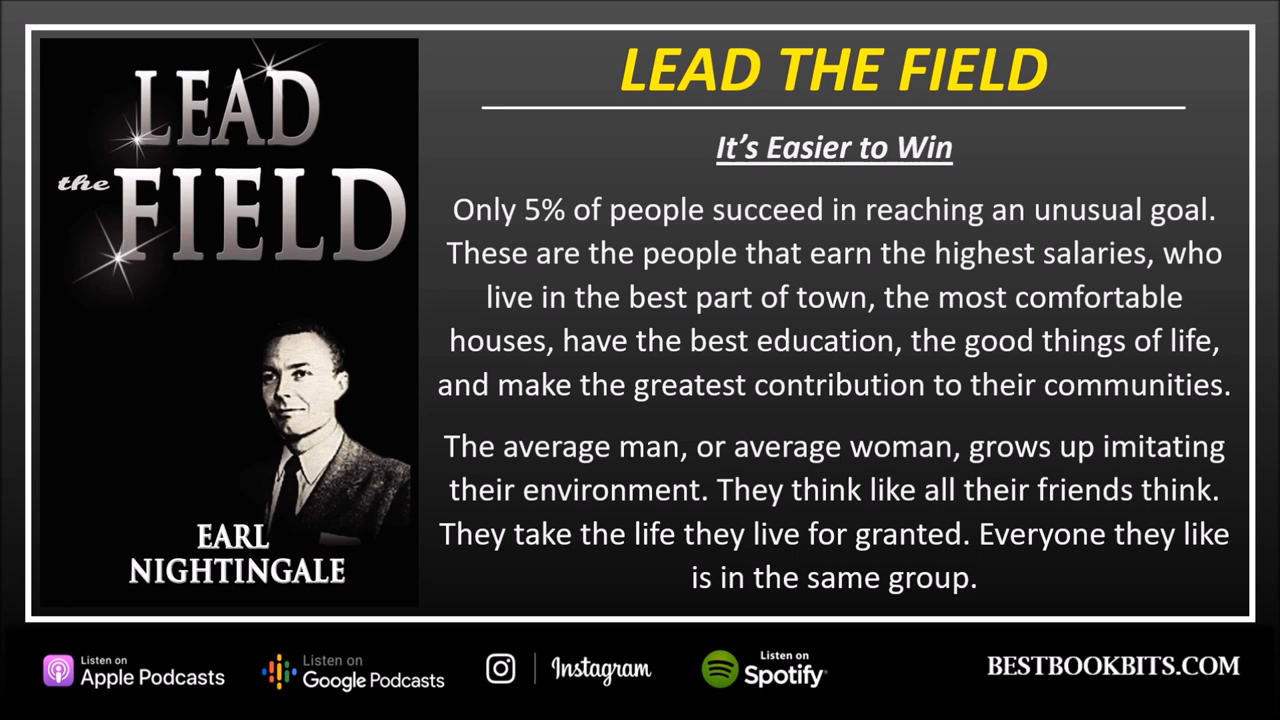 LEAD
the FIELD
EARL
NIGHTINGALE
LEAD THE FIELD
It’s Easier to Win
Only 5% of people succeed in reaching an unusual goal.
These are the people that earn the highest salaries, who
live in the best part of town, the most comfortable
houses, have the best education, the good things of life,
and make the greatest contribution to their communities.
The average man, or average woman, grows up imitating
their environment. They think like all their friends think.
They take the life they live for granted. Everyone they like
is in the same group.
Listen on
Apple Podcasts
Listen on
Google Podcasts
Instagram
Listen on
Spotify
BESTBOOKBITS.COM